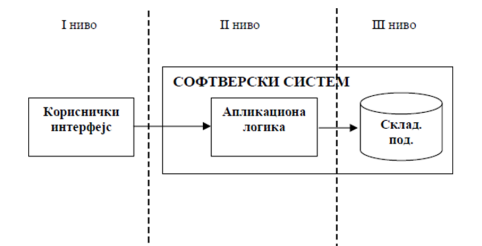 I ниво
II ниво
III ниво
СОФТВЕРСКИ СИСТЕМ
Кориснички
интерфејс
Апликациона
логика
Склад.
под.